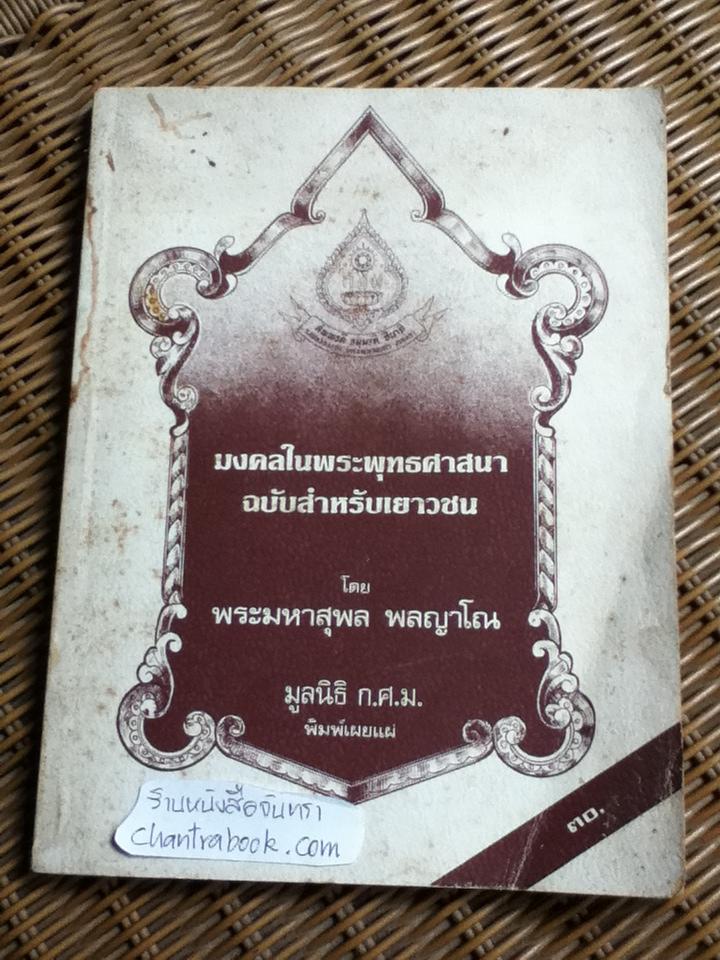 มงคลในพระพุทธศาสนา
ฉบับสำหรับเยาวชน
โดย
พระมหาสุพล พลญาโณ
มูลนิธิ ก.ศ.ม.
พิมพ์เผยแผ่
๓๐.
ร้านหนังสือจันทรา
chantrabook.com